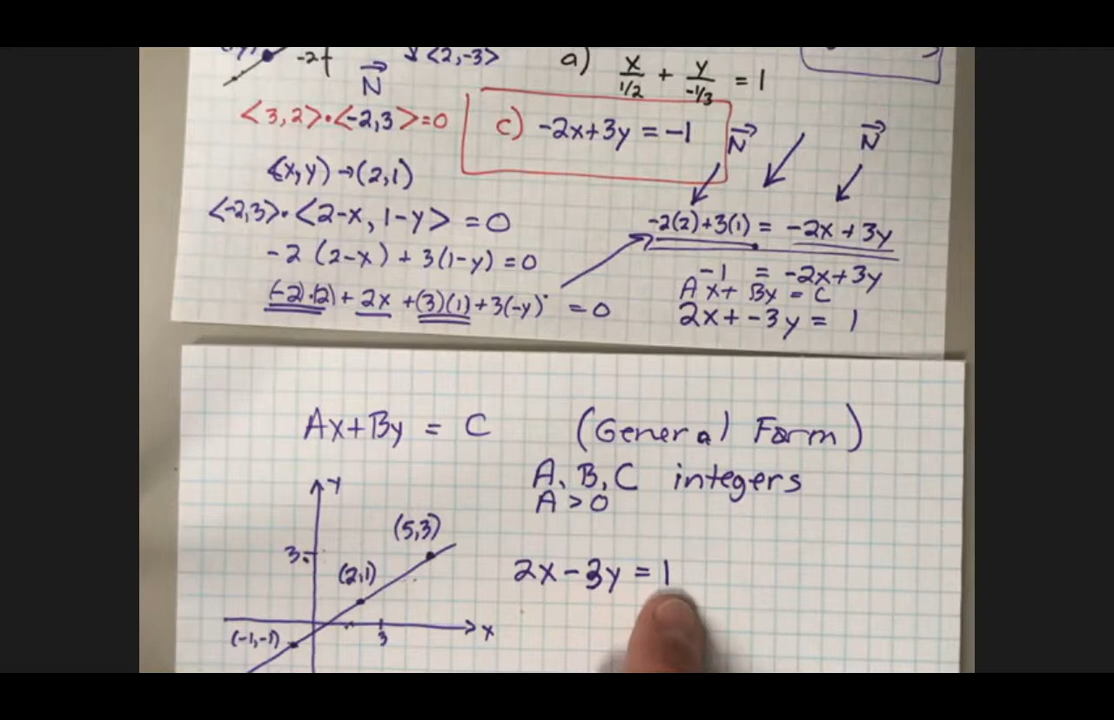 -2 <2,-3> a) x/1/2 + y/-1/3 = 1
N⃗
<3,2>•<-2,3>=0 c) -2x+3y = -1 N⃗ N⃗
(x,y)→(2,1)
<-2,3>•<2-x, 1-y> = 0 -2(2)+3(1) = -2x+3y
-2(2-x) + 3(1-y) = 0 -1 = -2x+3y
(-2)·(2) + 2x +(3)(1)+3(-y) = 0 Ax+ By = C
2x+-3y = 1
Ax+By = C (General Form)
A, B, C integers
A > 0
Y
(5,3)
3
(2,1) 2x-3y = 1
(-1,-1) 3 x